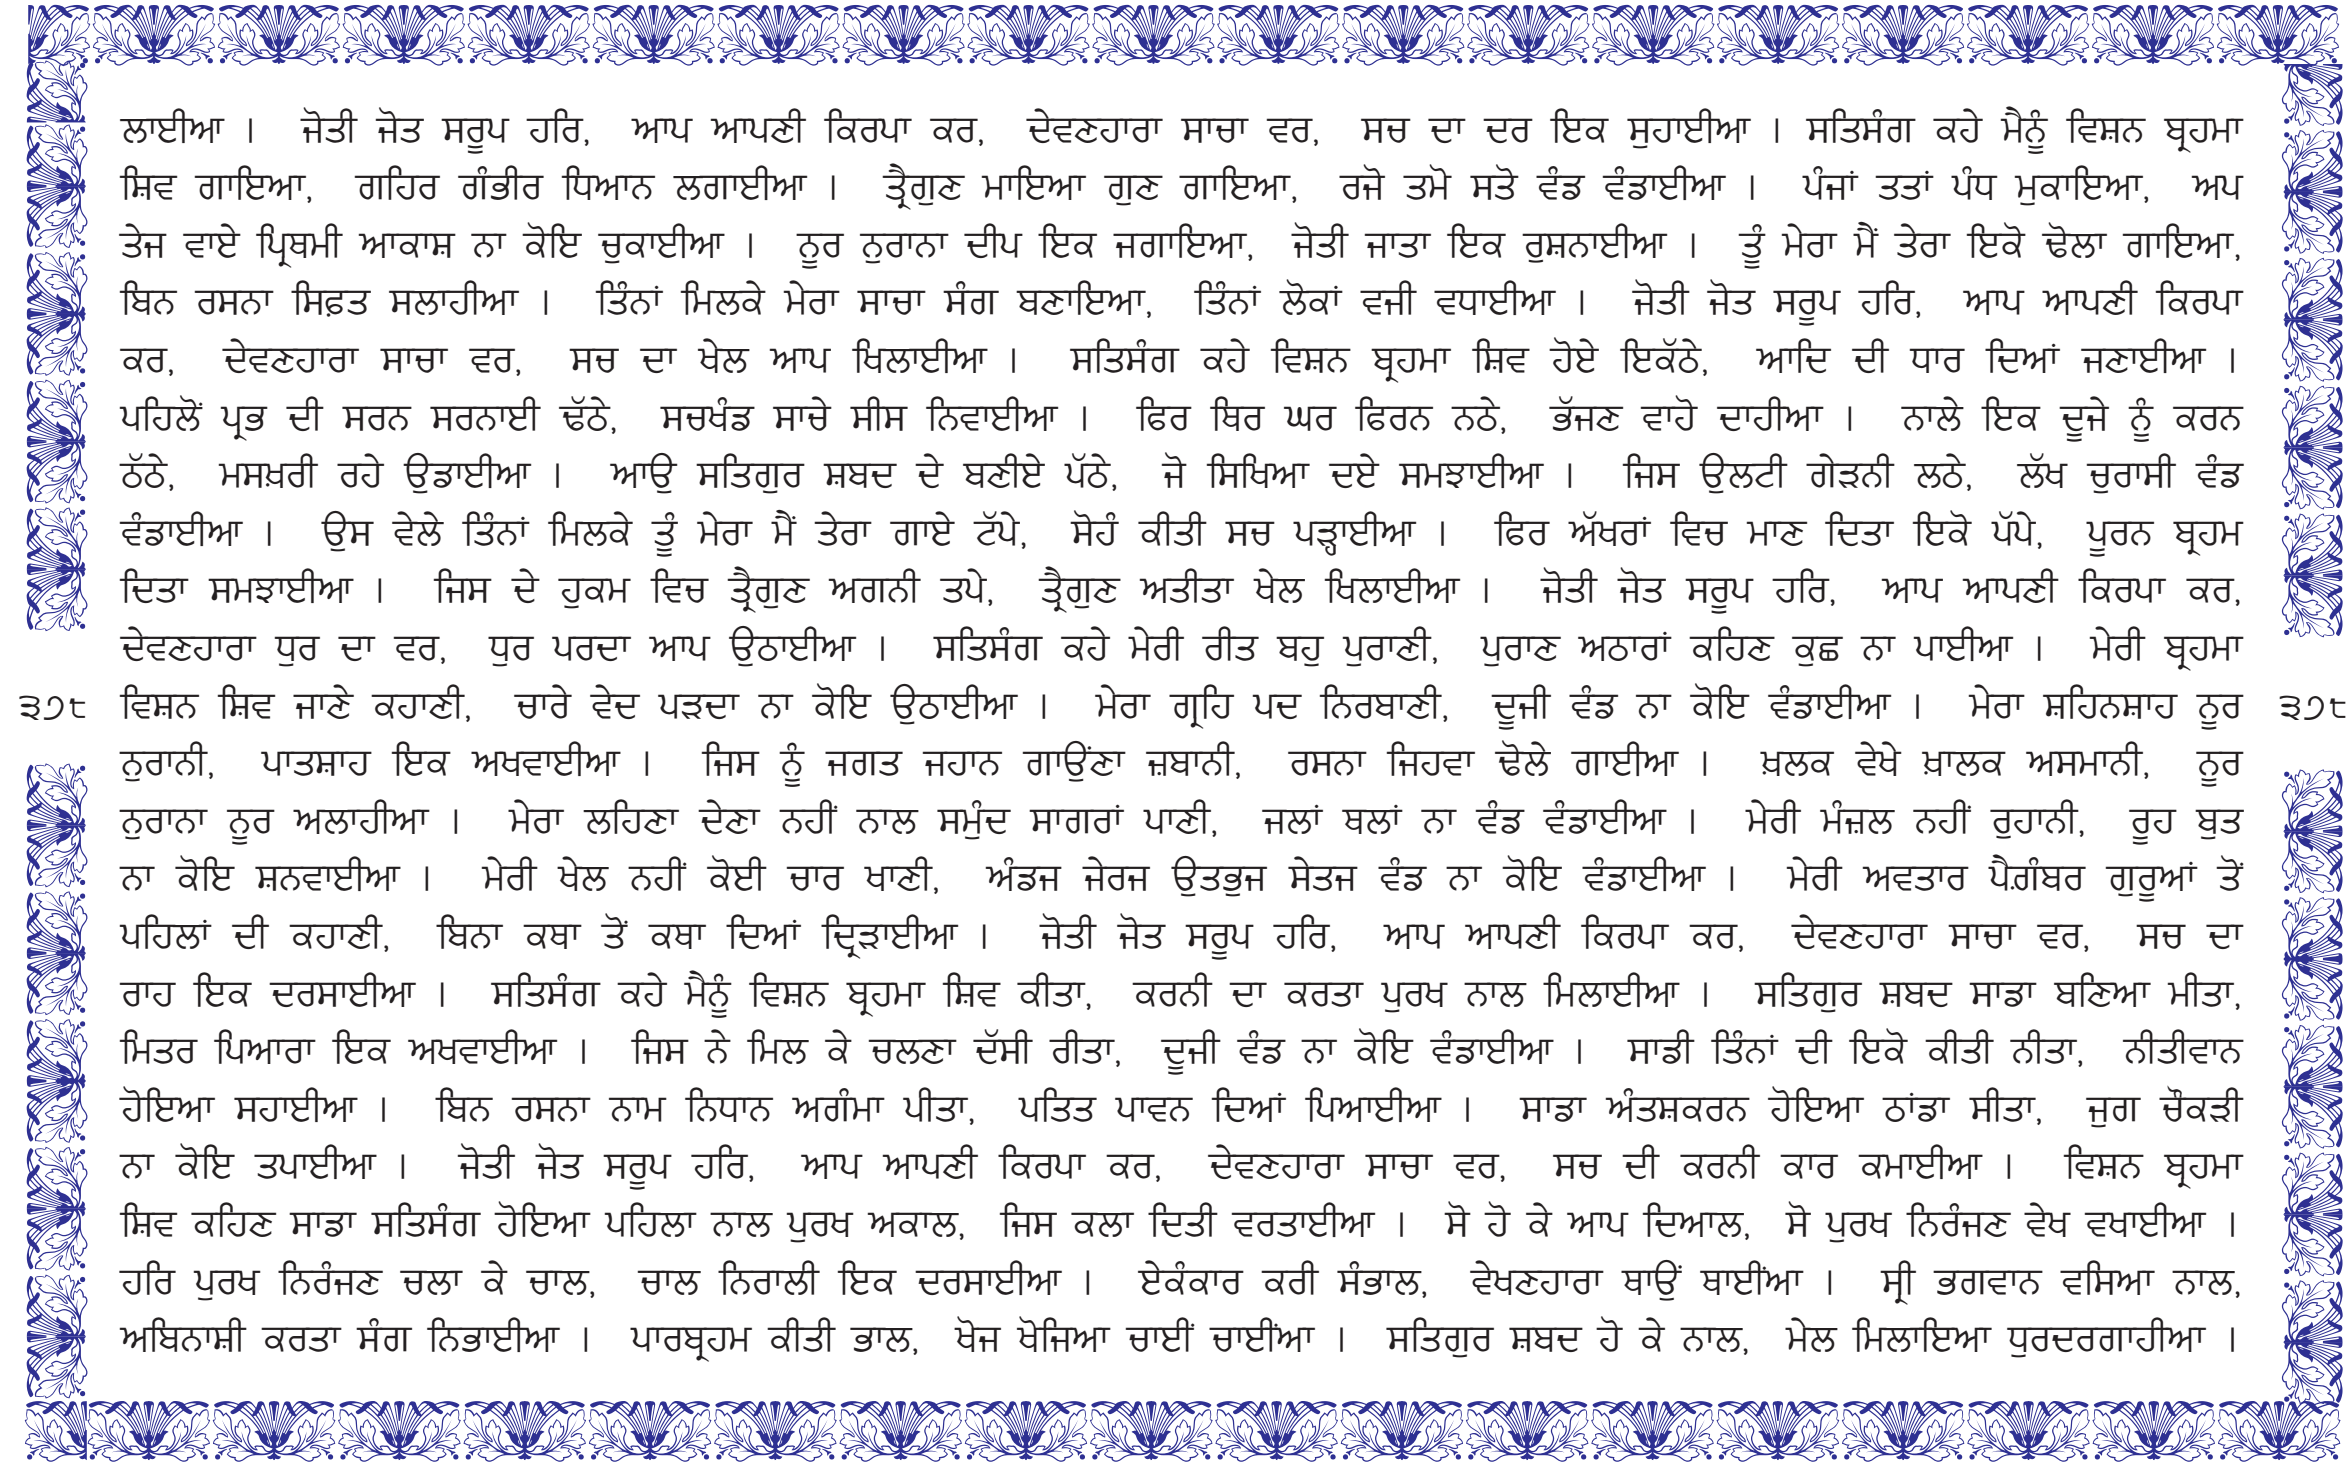 ਲਾਈਆ । ਜੋਤੀ ਜੋਤ ਸਰੂਪ ਹਰਿ, ਆਪ ਆਪਣੀ ਕਿਰਪਾ ਕਰ, ਦੇਵਣਹਾਰਾ ਸਾਚਾ ਵਰ, ਸਚ ਦਾ ਦਰ ਇਕ ਸੁਹਾਈਆ । ਸਤਿਸੰਗ ਕਹੇ ਮੈਨੂੰ ਵਿਸ਼ਨ ਬ੍ਰਹਮਾ
ਸ਼ਿਵ ਗਾਇਆ, ਗਹਿਰ ਗੰਭੀਰ ਧਿਆਨ ਲਗਾਈਆ । ਤ੍ਰੈਗੁਣ ਮਾਇਆ ਗੁਣ ਗਾਇਆ, ਰਜੋ ਤਮੋ ਸਤੋ ਵੰਡ ਵੰਡਾਈਆ । ਪੰਜਾਂ ਤਤਾਂ ਪੰਧ ਮੁਕਾਇਆ, ਅਪ
ਤੇਜ ਵਾਏ ਪ੍ਰਿਥਮੀ ਆਕਾਸ਼ ਨਾ ਕੋਇ ਚੁਕਾਈਆ । ਨੂਰ ਨੁਰਾਨਾ ਦੀਪ ਇਕ ਜਗਾਇਆ, ਜੋਤੀ ਜਾਤਾ ਇਕ ਰੁਸ਼ਨਾਈਆ । ਤੂੰ ਮੇਰਾ ਮੈਂ ਤੇਰਾ ਇਕੋ ਢੋਲਾ ਗਾਇਆ,
ਬਿਨ ਰਸਨਾ ਸਿਫ਼ਤ ਸਲਾਹੀਆ । ਤਿੰਨਾਂ ਮਿਲਕੇ ਮੇਰਾ ਸਾਚਾ ਸੰਗ ਬਣਾਇਆ, ਤਿੰਨਾਂ ਲੋਕਾਂ ਵਜੀ ਵਧਾਈਆ । ਜੋਤੀ ਜੋਤ ਸਰੂਪ ਹਰਿ, ਆਪ ਆਪਣੀ ਕਿਰਪਾ
ਕਰ, ਦੇਵਣਹਾਰਾ ਸਾਚਾ ਵਰ, ਸਚ ਦਾ ਖੇਲ ਆਪ ਖਿਲਾਈਆ । ਸਤਿਸੰਗ ਕਹੇ ਵਿਸ਼ਨ ਬ੍ਰਹਮਾ ਸ਼ਿਵ ਹੋਏ ਇਕੱਠੇ, ਆਦਿ ਦੀ ਧਾਰ ਦਿਆਂ ਜਣਾਈਆ ।
ਪਹਿਲੋਂ ਪ੍ਰਭ ਦੀ ਸਰਨ ਸਰਨਾਈ ਢੱਠੇ, ਸਚਖੰਡ ਸਾਚੇ ਸੀਸ ਨਿਵਾਈਆ । ਫਿਰ ਥਿਰ ਘਰ ਫਿਰਨ ਨਠੇ, ਭੱਜਣ ਵਾਹੋ ਦਾਹੀਆ । ਨਾਲੇ ਇਕ ਦੂਜੇ ਨੂੰ ਕਰਨ
ਠੱਠੇ, ਮਸਖ਼ਰੀ ਰਹੇ ਉਡਾਈਆ । ਆਉ ਸਤਿਗੁਰ ਸ਼ਬਦ ਦੇ ਬਣੀਏ ਪੱਠੇ, ਜੋ ਸਿਖਿਆ ਦਏ ਸਮਝਾਈਆ । ਜਿਸ ਉਲਟੀ ਗੇੜਨੀ ਲਠੇ, ਲੱਖ ਚੁਰਾਸੀ ਵੰਡ
ਵੰਡਾਈਆ । ਉਸ ਵੇਲੇ ਤਿੰਨਾਂ ਮਿਲਕੇ ਤੂੰ ਮੇਰਾ ਮੈਂ ਤੇਰਾ ਗਾਏ ਟੱਪੇ, ਸੋਹੰ ਕੀਤੀ ਸਚ ਪੜ੍ਹਾਈਆ । ਫਿਰ ਅੱਖਰਾਂ ਵਿਚ ਮਾਣ ਦਿਤਾ ਇਕੋ ਪੱਪੇ, ਪੂਰਨ ਬ੍ਰਹਮ
ਦਿਤਾ ਸਮਝਾਈਆ । ਜਿਸ ਦੇ ਹੁਕਮ ਵਿਚ ਤ੍ਰੈਗੁਣ ਅਗਨੀ ਤਪੇ, ਤ੍ਰੈਗੁਣ ਅਤੀਤਾ ਖੇਲ ਖਿਲਾਈਆ । ਜੋਤੀ ਜੋਤ ਸਰੂਪ ਹਰਿ, ਆਪ ਆਪਣੀ ਕਿਰਪਾ ਕਰ,
ਦੇਵਣਹਾਰਾ ਧੁਰ ਦਾ ਵਰ, ਧੁਰ ਪਰਦਾ ਆਪ ਉਠਾਈਆ । ਸਤਿਸੰਗ ਕਹੇ ਮੇਰੀ ਰੀਤ ਬਹੁ ਪੁਰਾਣੀ, ਪੁਰਾਣ ਅਠਾਰਾਂ ਕਹਿਣ ਕੁਛ ਨਾ ਪਾਈਆ । ਮੇਰੀ ਬ੍ਰਹਮਾ
੩੭੮ ਵਿਸ਼ਨ ਸ਼ਿਵ ਜਾਣੇ ਕਹਾਣੀ, ਚਾਰੇ ਵੇਦ ਪੜਦਾ ਨਾ ਕੋਇ ਉਠਾਈਆ । ਮੇਰਾ ਗ੍ਰਹਿ ਪਦ ਨਿਰਬਾਣੀ, ਦੂਜੀ ਵੰਡ ਨਾ ਕੋਇ ਵੰਡਾਈਆ । ਮੇਰਾ ਸ਼ਹਿਨਸ਼ਾਹ ਨੂਰ ੩੭੮
ਨੁਰਾਨੀ, ਪਾਤਸ਼ਾਹ ਇਕ ਅਖਵਾਈਆ । ਜਿਸ ਨੂੰ ਜਗਤ ਜਹਾਨ ਗਾਉਂਣਾ ਜ਼ਬਾਨੀ, ਰਸਨਾ ਜਿਹਵਾ ਢੋਲੇ ਗਾਈਆ । ਖ਼ਲਕ ਵੇਖੇ ਖ਼ਾਲਕ ਅਸਮਾਨੀ, ਨੂਰ
ਨੁਰਾਨਾ ਨੂਰ ਅਲਾਹੀਆ । ਮੇਰਾ ਲਹਿਣਾ ਦੇਣਾ ਨਹੀਂ ਨਾਲ ਸਮੁੰਦ ਸਾਗਰਾਂ ਪਾਣੀ, ਜਲਾਂ ਥਲਾਂ ਨਾ ਵੰਡ ਵੰਡਾਈਆ । ਮੇਰੀ ਮੰਜ਼ਲ ਨਹੀਂ ਰੁਹਾਨੀ, ਰੂਹ ਬੁਤ
ਨਾ ਕੋਇ ਸ਼ਨਵਾਈਆ । ਮੇਰੀ ਖੇਲ ਨਹੀਂ ਕੋਈ ਚਾਰ ਖਾਣੀ, ਅੰਡਜ ਜੇਰਜ ਉਤਭੁਜ ਸੇਤਜ ਵੰਡ ਨਾ ਕੋਇ ਵੰਡਾਈਆ । ਮੇਰੀ ਅਵਤਾਰ ਪੈਗ਼ੰਬਰ ਗੁਰੂਆਂ ਤੋਂ
ਪਹਿਲਾਂ ਦੀ ਕਹਾਣੀ, ਬਿਨਾ ਕਥਾ ਤੋਂ ਕਥਾ ਦਿਆਂ ਦ੍ਰਿੜਾਈਆ । ਜੋਤੀ ਜੋਤ ਸਰੂਪ ਹਰਿ, ਆਪ ਆਪਣੀ ਕਿਰਪਾ ਕਰ, ਦੇਵਣਹਾਰਾ ਸਾਚਾ ਵਰ, ਸਚ ਦਾ
ਰਾਹ ਇਕ ਦਰਸਾਈਆ । ਸਤਿਸੰਗ ਕਹੇ ਮੈਨੂੰ ਵਿਸ਼ਨ ਬ੍ਰਹਮਾ ਸ਼ਿਵ ਕੀਤਾ, ਕਰਨੀ ਦਾ ਕਰਤਾ ਪੁਰਖ ਨਾਲ ਮਿਲਾਈਆ । ਸਤਿਗੁਰ ਸ਼ਬਦ ਸਾਡਾ ਬਣਿਆ ਮੀਤਾ,
ਮਿਤਰ ਪਿਆਰਾ ਇਕ ਅਖਵਾਈਆ । ਜਿਸ ਨੇ ਮਿਲ ਕੇ ਚਲਣਾ ਦੱਸੀ ਰੀਤਾ, ਦੂਜੀ ਵੰਡ ਨਾ ਕੋਇ ਵੰਡਾਈਆ । ਸਾਡੀ ਤਿੰਨਾਂ ਦੀ ਇਕੋ ਕੀਤੀ ਨੀਤਾ, ਨੀਤੀਵਾਨ
ਹੋਇਆ ਸਹਾਈਆ । ਬਿਨ ਰਸਨਾ ਨਾਮ ਨਿਧਾਨ ਅਗੰਮਾ ਪੀਤਾ, ਪਤਿਤ ਪਾਵਨ ਦਿਆਂ ਪਿਆਈਆ । ਸਾਡਾ ਅੰਤਸ਼ਕਰਨ ਹੋਇਆ ਠਾਂਡਾ ਸੀਤਾ, ਜੁਗ ਚੌਕੜੀ
ਨਾ ਕੋਇ ਤਪਾਈਆ । ਜੋਤੀ ਜੋਤ ਸਰੂਪ ਹਰਿ, ਆਪ ਆਪਣੀ ਕਿਰਪਾ ਕਰ, ਦੇਵਣਹਾਰਾ ਸਾਚਾ ਵਰ, ਸਚ ਦੀ ਕਰਨੀ ਕਾਰ ਕਮਾਈਆ । ਵਿਸ਼ਨ ਬ੍ਰਹਮਾ
ਸ਼ਿਵ ਕਹਿਣ ਸਾਡਾ ਸਤਿਸੰਗ ਹੋਇਆ ਪਹਿਲਾ ਨਾਲ ਪੁਰਖ ਅਕਾਲ, ਜਿਸ ਕਲਾ ਦਿਤੀ ਵਰਤਾਈਆ । ਸੋ ਹੋ ਕੇ ਆਪ ਦਿਆਲ, ਸੋ ਪੁਰਖ ਨਿਰੰਜਣ ਵੇਖ ਵਖਾਈਆ ।
ਹਰਿ ਪੁਰਖ ਨਿਰੰਜਣ ਚਲਾ ਕੇ ਚਾਲ, ਚਾਲ ਨਿਰਾਲੀ ਇਕ ਦਰਸਾਈਆ । ਏਕੰਕਾਰ ਕਰੀ ਸੰਭਾਲ, ਵੇਖਣਹਾਰਾ ਥਾਉਂ ਥਾਈਂਆ । ਸ੍ਰੀ ਭਗਵਾਨ ਵਸਿਆ ਨਾਲ,
ਅਬਿਨਾਸ਼ੀ ਕਰਤਾ ਸੰਗ ਨਿਭਾਈਆ । ਪਾਰਬ੍ਰਹਮ ਕੀਤੀ ਭਾਲ, ਖੋਜ ਖੋਜਿਆ ਚਾਈਂ ਚਾਈਂਆ । ਸਤਿਗੁਰ ਸ਼ਬਦ ਹੋ ਕੇ ਨਾਲ, ਮੇਲ ਮਿਲਾਇਆ ਧੁਰਦਰਗਾਹੀਆ ।